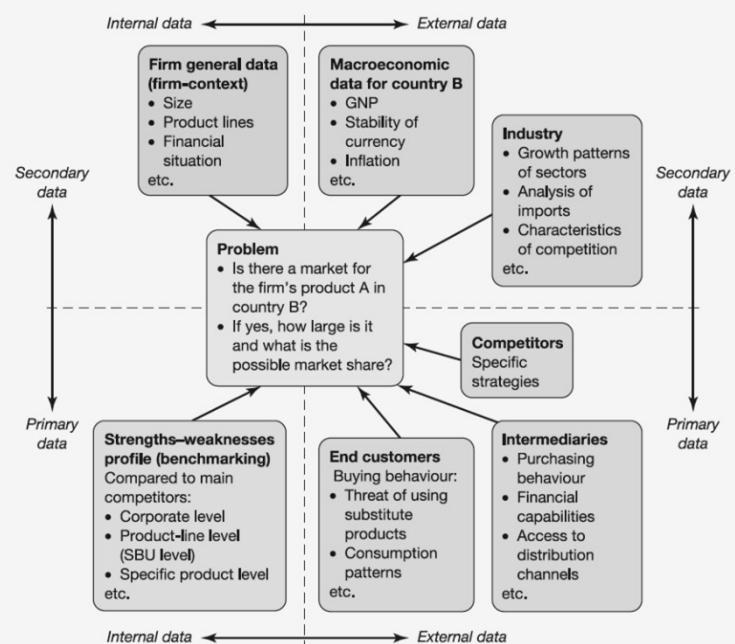 Internal data
External data
Firm general data
(firm-context)
• Size
• Product lines
• Financial
situation
etc.
Macroeconomic
data for country B
• GNP
• Stability of
currency
• Inflation
etc.
Industry
• Growth patterns
of sectors
• Analysis of
imports
• Characteristics
of competition
etc.
Secondary
data
Secondary
data
Problem
• Is there a market for
the firm's product A in
country B?
• If yes, how large is it
and what is the
possible market share?
Competitors
Specific
strategies
Primary
data
Primary
data
Strengths–weaknesses
profile (benchmarking)
Compared to main
competitors:
• Corporate level
• Product-line level
(SBU level)
• Specific product level
etc.
End customers
Buying behaviour:
• Threat of using
substitute
products
• Consumption
patterns
etc.
Intermediaries
• Purchasing
behaviour
• Financial
capabilities
• Access to
distribution
channels
etc.
Internal data
External data